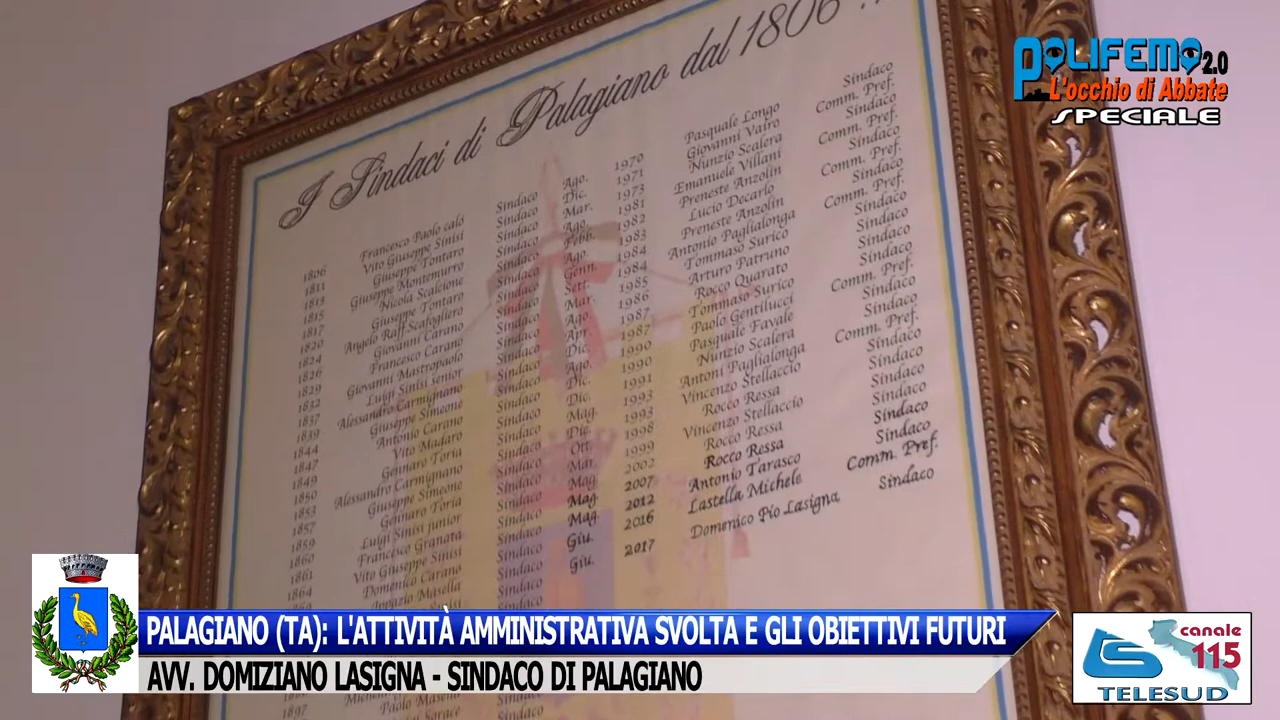 I Sindaci di Palagiano dal 1806
POLIFEMO 2.0
L'occhio di Abbate
SPECIALE
1806 Francesco Paolo calò Sindaco
1811 Vito Giuseppe Sinisi Sindaco
1813 Giuseppe Tontaro Sindaco
1815 Giuseppe Montemurro Sindaco
1817 Nicola Scalcione Sindaco
1820 Giuseppe Tontaro Sindaco
1824 Angelo Raff. Scafogliero Sindaco
1826 Giovanni Carano Sindaco
1829 Francesco Carano Sindaco
1832 Giovanni Mastropaolo Sindaco
1837 Luigi Sinisi senior Sindaco
1839 Alessandro Carmignano Sindaco
1844 Giuseppe Simeone Sindaco
1847 Antonio Carano Sindaco
1849 Vito Madaro Sindaco
1850 Gennaro Toria Sindaco
1853 Alessandro Carmignano Sindaco
1857 Giuseppe Simeone Sindaco
1859 Gennaro Toria Sindaco
1860 Luigi Sinisi junior Sindaco
1861 Francesco Granata Sindaco
1864 Vito Giuseppe Sinisi Sindaco
Domenico Carano Sindaco
Masella Sindaco
1897 Paolo Masel
Ago. 1970 Pasquale Longo Sindaco
Dic. 1971 Giovanni Vairo Comm. Pref.
Mar. 1973 Nunzio Scalera Sindaco
Ago. 1981 Emanuele Villani Comm. Pref.
Febb. 1982 Preneste Anzolin Sindaco
Ago. 1983 Lucio Decarlo Comm. Pref.
Genn. 1984 Preneste Anzolin Sindaco
Sett. 1984 Antonio Paglialonga Comm. Pref.
Mar. 1985 Tommaso Surico Sindaco
Ago. 1986 Arturo Patruno Sindaco
Apr. 1987 Rocco Quarato Sindaco
Dic. 1987 Tommaso Surico Comm. Pref.
Ago. 1990 Paolo Gentilucci Sindaco
Dic. 1990 Pasquale Favale Sindaco
Dic. 1991 Nunzio Scalera Comm. Pref.
Mag. 1993 Antoni Paglialonga Sindaco
Dic. 1993 Vincenzo Stellaccio Sindaco
Ott. 1998 Rocco Ressa Sindaco
Mar. 1999 Vincenzo Stellaccio Sindaco
Mag. 2002 Rocco Ressa Sindaco
Mag. 2007 Rocco Ressa Sindaco
Mag. 2012 Antonio Tarasco Sindaco
Giu. 2016 Lastella Michele Comm. Pref.
Giu. 2017 Domenico Pio Lasigna Sindaco
PALAGIANO (TA): L'ATTIVITÀ AMMINISTRATIVA SVOLTA E GLI OBIETTIVI FUTURI
AVV. DOMIZIANO LASIGNA - SINDACO DI PALAGIANO
canale
115
TELESUD